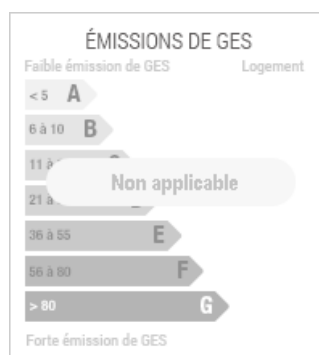 ÉMISSIONS DE GES
Faible émission de GES Logement
< 5 A
6 à 10 B
11 à
Non applicable
21 à
36 à 55 E
56 à 80 F
> 80 G
Forte émission de GES